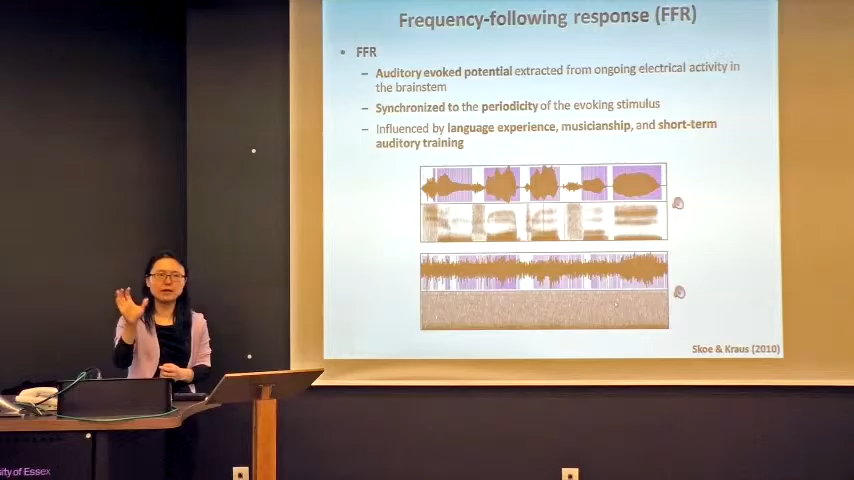 Frequency-following response (FFR)
• FFR
– Auditory evoked potential extracted from ongoing electrical activity in
the brainstem
– Synchronized to the periodicity of the evoking stimulus
– Influenced by language experience, musicianship, and short-term
auditory training
Skoe & Kraus (2010)
sity of Essex